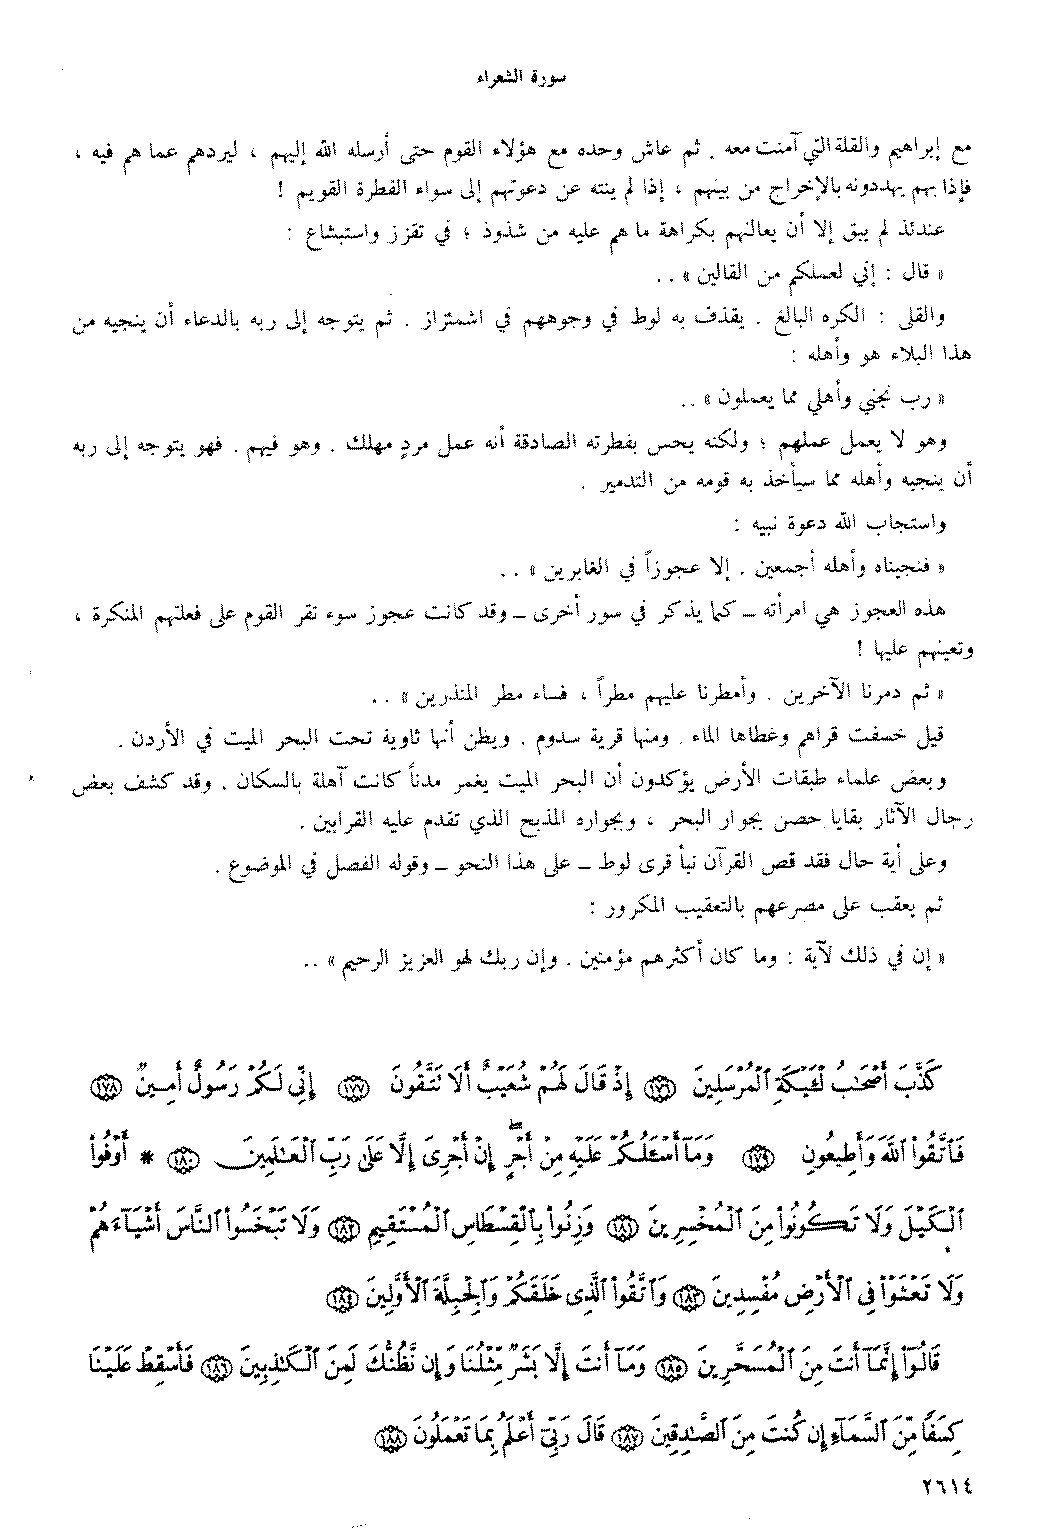 سورة الشعراء
مع إبراهيم والقلة التي آمنت معه . ثم عاش وحده مع هؤلاء القوم حتى أرسله الله إليهم ، ليردهم عما هم فيه ،
فإذا بهم يهددونه بالإخراج من بينهم ، إذا لم ينته عن دعوتهم إلى سواء الفطرة القويم !
عندئذ لم يبق إلا أن يعالنهم بكراهة ما هم عليه من شذوذ ؛ في تقزز واستبشاع :
« قال : إني لعملكم من القالين » . .
والقلى : الكره البالغ . يقذف به لوط في وجوههم في اشمئزاز . ثم يتوجه إلى ربه بالدعاء أن ينجيه من
هذا البلاء هو وأهله :
« رب نجني وأهلي مما يعملون » . .
وهو لا يعمل عملهم ؛ ولكنه يحس بفطرته الصادقة أنه عمل مردٍ مهلك . وهو فيهم . فهو يتوجه إلى ربه
أن ينجيه وأهله مما سيأخذ به قومه من التدمير .
واستجاب الله دعوة نبيه :
« فنجيناه وأهله أجمعين . إلا عجوزاً في الغابرين » . .
هذه العجوز هي امرأته – كما يذكر في سور أخرى – وقد كانت عجوز سوء تقر القوم على فعلتهم المنكرة ،
وتعينهم عليها !
« ثم دمرنا الآخرين . وأمطرنا عليهم مطراً ، فساء مطر المنذرين » . .
قيل خسفت قراهم وغطاها الماء . ومنها قرية سدوم . ويظن أنها ثاوية تحت البحر الميت في الأردن .
وبعض علماء طبقات الأرض يؤكدون أن البحر الميت يغمر مدناً كانت آهلة بالسكان . وقد كشف بعض
رجال الآثار بقايا حصن بجوار البحر ، وبجواره المذبح الذي تقدم عليه القرابين .
وعلى أية حال فقد قص القرآن نبأ قرى لوط – على هذا النحو – وقوله الفصل في الموضوع .
ثم يعقب على مصرعهم بالتعقيب المكرور :
« إن في ذلك لآية : وما كان أكثرهم مؤمنين . وإن ربك لهو العزيز الرحيم » . .
كَذَّبَ أَصْحَٰبُ لْـَٔيْكَةِ ٱلْمُرْسَلِينَ ١٧٦ إِذْ قَالَ لَهُمْ شُعَيْبٌ أَلَا تَتَّقُونَ ١٧٧ إِنِّى لَكُمْ رَسُولٌ أَمِينٌ ١٧٨
فَٱتَّقُوا۟ ٱللَّهَ وَأَطِيعُونِ ١٧٩ وَمَآ أَسْـَٔلُكُمْ عَلَيْهِ مِنْ أَجْرٍ ۖ إِنْ أَجْرِىَ إِلَّا عَلَىٰ رَبِّ ٱلْعَٰلَمِينَ ١٨٠ * أَوْفُوا۟
ٱلْكَيْلَ وَلَا تَكُونُوا۟ مِنَ ٱلْمُخْسِرِينَ ١٨١ وَزِنُوا۟ بِٱلْقِسْطَاسِ ٱلْمُسْتَقِيمِ ١٨٢ وَلَا تَبْخَسُوا۟ ٱلنَّاسَ أَشْيَآءَهُمْ
وَلَا تَعْثَوْا۟ فِى ٱلْأَرْضِ مُفْسِدِينَ ١٨٣ وَٱتَّقُوا۟ ٱلَّذِى خَلَقَكُمْ وَٱلْجِبِلَّةَ ٱلْأَوَّلِينَ ١٨٤
قَالُوٓا۟ إِنَّمَآ أَنتَ مِنَ ٱلْمُسَحَّرِينَ ١٨٥ وَمَآ أَنتَ إِلَّا بَشَرٌ مِّثْلُنَا وَإِن نَّظُنُّكَ لَمِنَ ٱلْكَٰذِبِينَ ١٨٦ فَأَسْقِطْ عَلَيْنَا
كِسَفًا مِّنَ ٱلسَّمَآءِ إِن كُنتَ مِنَ ٱلصَّٰدِقِينَ ١٨٧ قَالَ رَبِّىٓ أَعْلَمُ بِمَا تَعْمَلُونَ ١٨٨
٢٦١٤